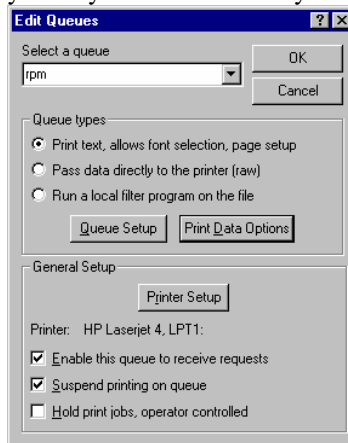 Edit Queues
Select a queue
rpm
OK
Cancel
Queue types
Print text, allows font selection, page setup
Pass data directly to the printer (raw)
Run a local filter program on the file
Queue Setup
Print Data Options
General Setup
Printer Setup
Printer: HP Laserjet 4, LPT1:
Enable this queue to receive requests
Suspend printing on queue
Hold print jobs, operator controlled